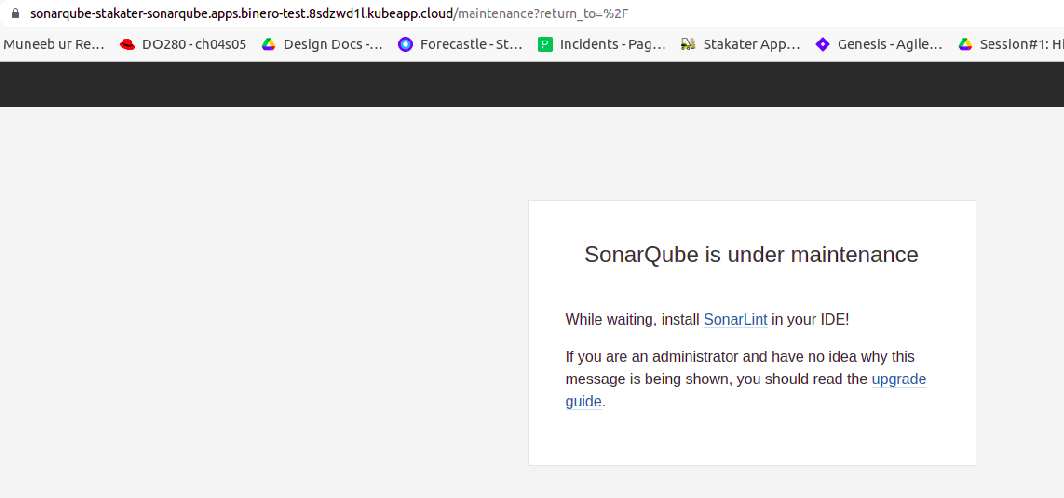 sonarqube-stakater-sonarqube.apps.binero-test.8sdzwd1l.kubeapp.cloud/maintenance?return_to=%2F
Muneeb ur Re... DO280 - ch04s05 Design Docs -... Forecastle - St... Incidents - Pag... Stakater App... Genesis - Agile... Session#1: Hi
SonarQube is under maintenance
While waiting, install SonarLint in your IDE!
If you are an administrator and have no idea why this
message is being shown, you should read the upgrade
guide.